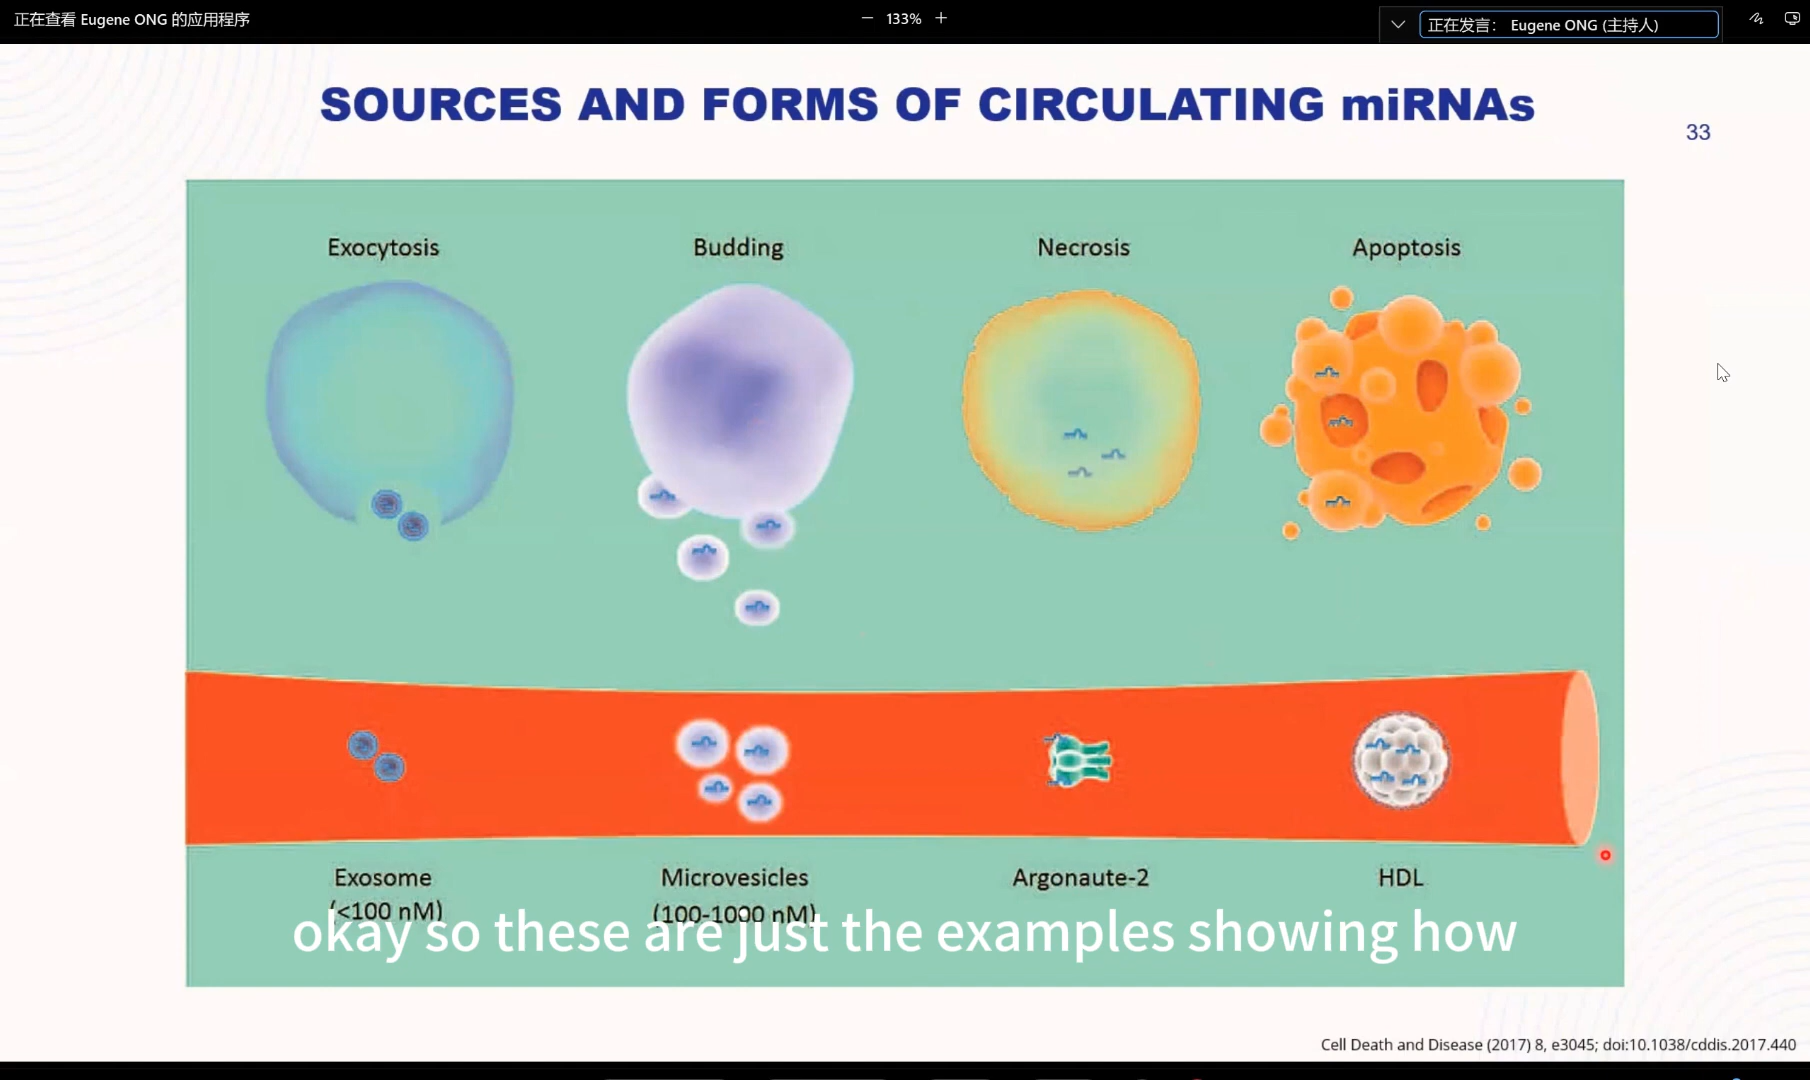 正在查看 Eugene ONG 的应用程序
133%
正在发言： Eugene ONG (主持人)
SOURCES AND FORMS OF CIRCULATING miRNAs
33
Exocytosis
Budding
Necrosis
Apoptosis
Exosome
(<100 nM)
Microvesicles
(100-1000 nM)
Argonaute-2
HDL
okay so these are just the examples showing how
Cell Death and Disease (2017) 8, e3045; doi:10.1038/cddis.2017.440